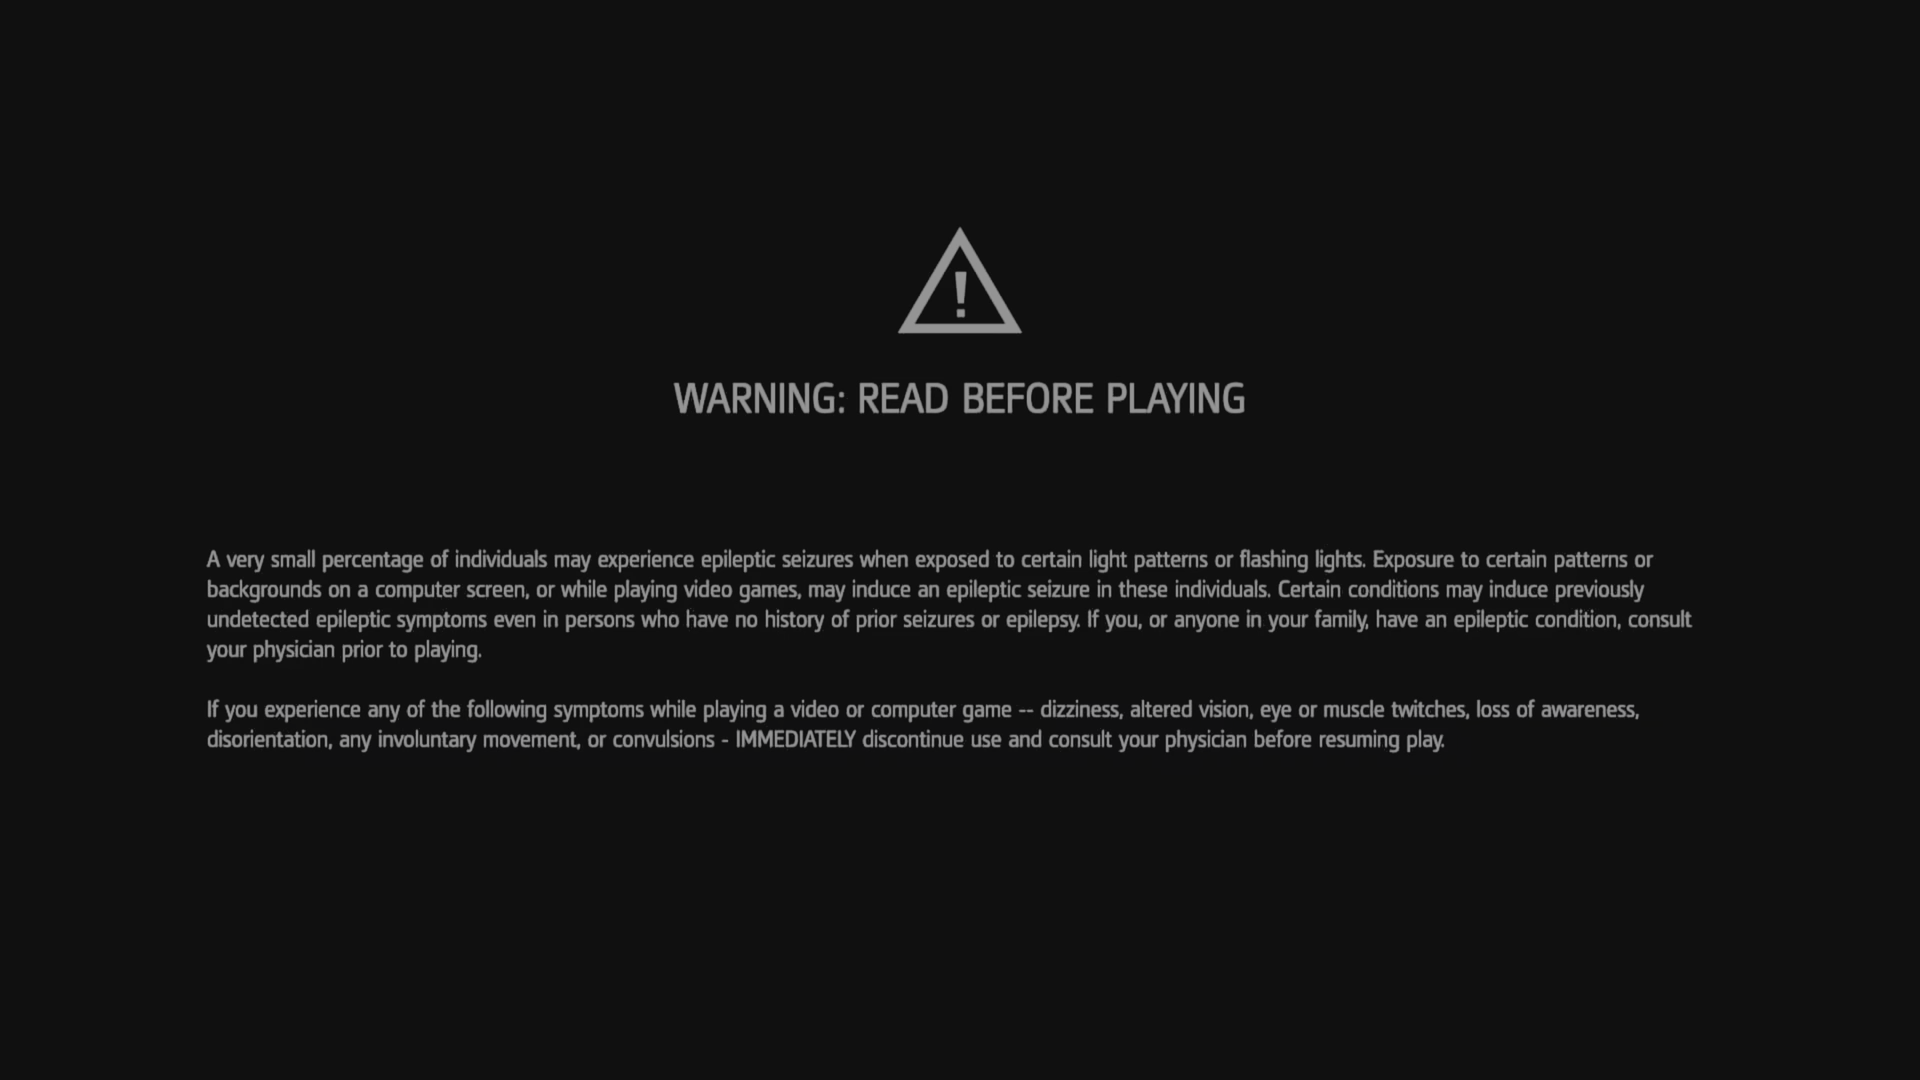 WARNING: READ BEFORE PLAYING
A very small percentage of individuals may experience epileptic seizures when exposed to certain light patterns or flashing lights. Exposure to certain patterns or
backgrounds on a computer screen, or while playing video games, may induce an epileptic seizure in these individuals. Certain conditions may induce previously
undetected epileptic symptoms even in persons who have no history of prior seizures or epilepsy. If you, or anyone in your family, have an epileptic condition, consult
your physician prior to playing.
If you experience any of the following symptoms while playing a video or computer game -- dizziness, altered vision, eye or muscle twitches, loss of awareness,
disorientation, any involuntary movement, or convulsions - IMMEDIATELY discontinue use and consult your physician before resuming play.